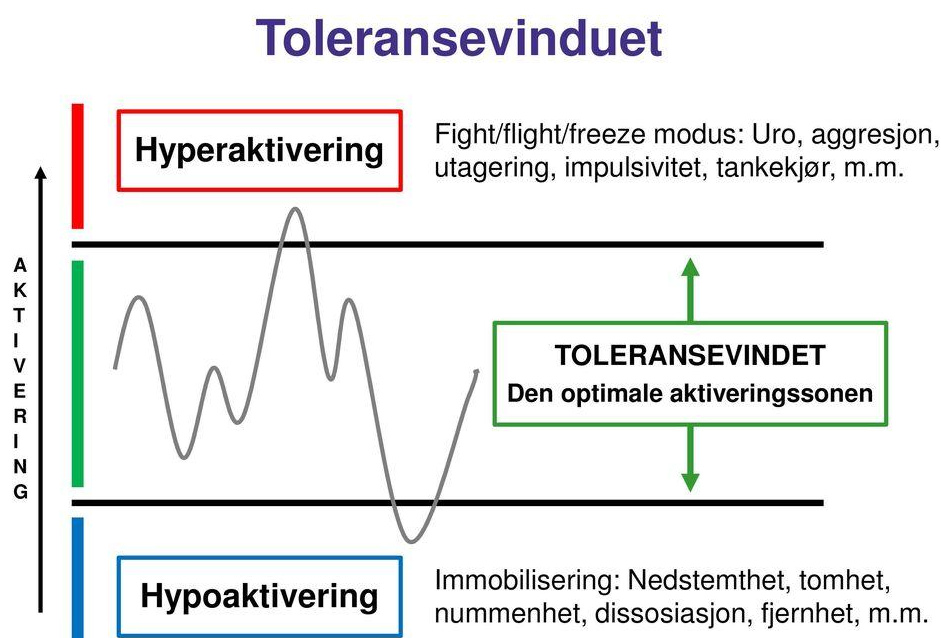 Toleransevinduet
Hyperaktivering
Fight/flight/freeze modus: Uro, aggresjon,
utagering, impulsivitet, tankekjør, m.m.
AKTIVERING
TOLERANSEVINDET
Den optimale aktiveringssonen
Hypoaktivering
Immobilisering: Nedstemthet, tomhet,
nummenhet, dissosiasjon, fjernhet, m.m.